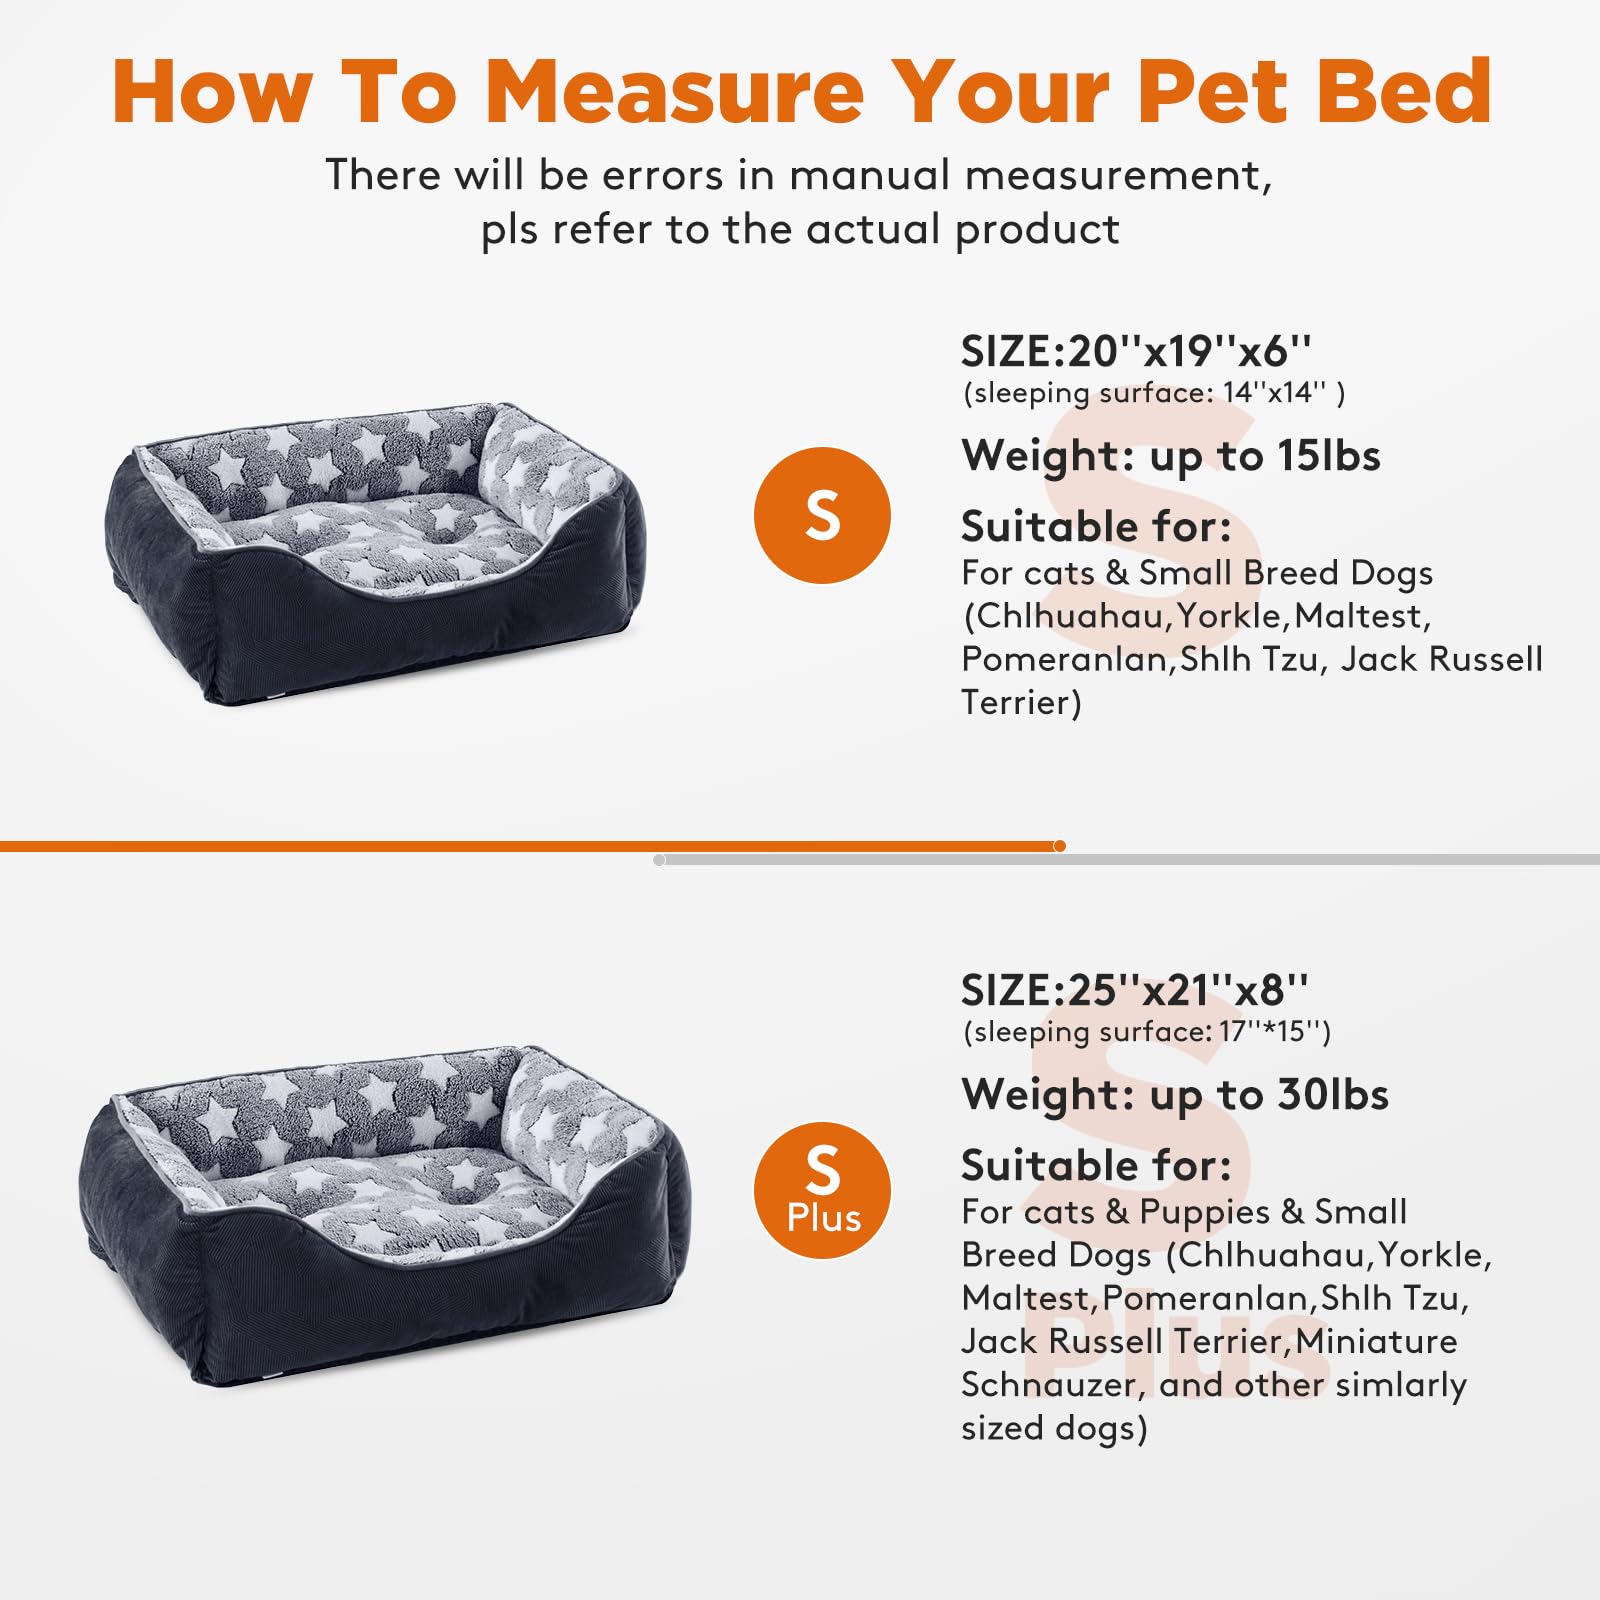 How To Measure Your Pet Bed
There will be errors in manual measurement,
pls refer to the actual product
SIZE:20''x19''x6''
(sleeping surface: 14''x14'' )
Weight: up to 15lbs
Suitable for:
For cats & Small Breed Dogs
(Chlhuahau,Yorkle,Maltest,
Pomeranlan,Shlh Tzu, Jack Russell
Terrier)
S
S
SIZE:25''x21''x8''
(sleeping surface: 17''*15'')
Weight: up to 30lbs
Suitable for:
For cats & Puppies & Small
Breed Dogs (Chlhuahau,Yorkle,
Maltest,Pomeranlan,Shlh Tzu,
Jack Russell Terrier,Miniature
Schnauzer, and other simlarly
sized dogs)
S
Plus
S
Plus